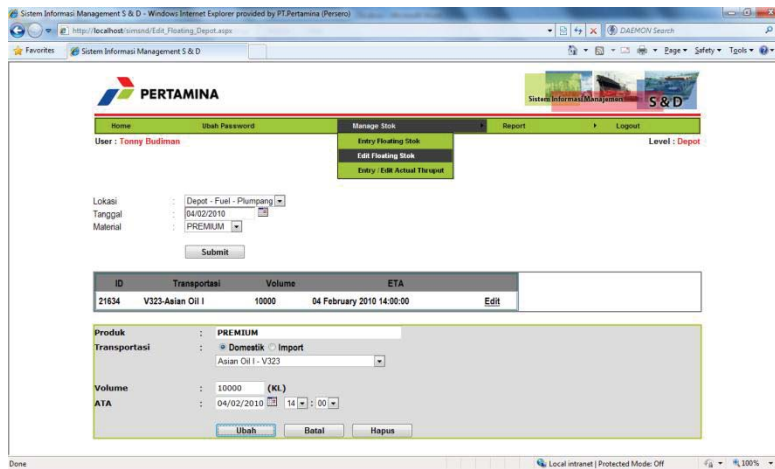 Sistem Informasi Management S & D - Windows Internet Explorer provided by PT.Pertamina (Persero)
http://localhost/simsnd/Edit_Floating_Depot.aspx
DAEMON Search
Favorites Sistem Informasi Management S & D Page Safety Tools
PERTAMINA
Sistem Informasi Manajemen S & D
Home Ubah Password Manage Stok Report Logout
User : Tonny Budiman Entry Floating Stok Level : Depot
Edit Floating Stok
Entry / Edit Actual Thruput
Lokasi : Depot - Fuel - Plumpang
Tanggal : 04/02/2010
Material : PREMIUM
Submit
ID Transportasi Volume ETA
21634 V323-Asian Oil I 10000 04 February 2010 14:00:00 Edit
Produk : PREMIUM
Transportasi : Domestik Import
Asian Oil I - V323
Volume : 10000 (KL)
ATA : 04/02/2010 14 : 00
Ubah Batal Hapus
Done Local intranet | Protected Mode: Off 100%